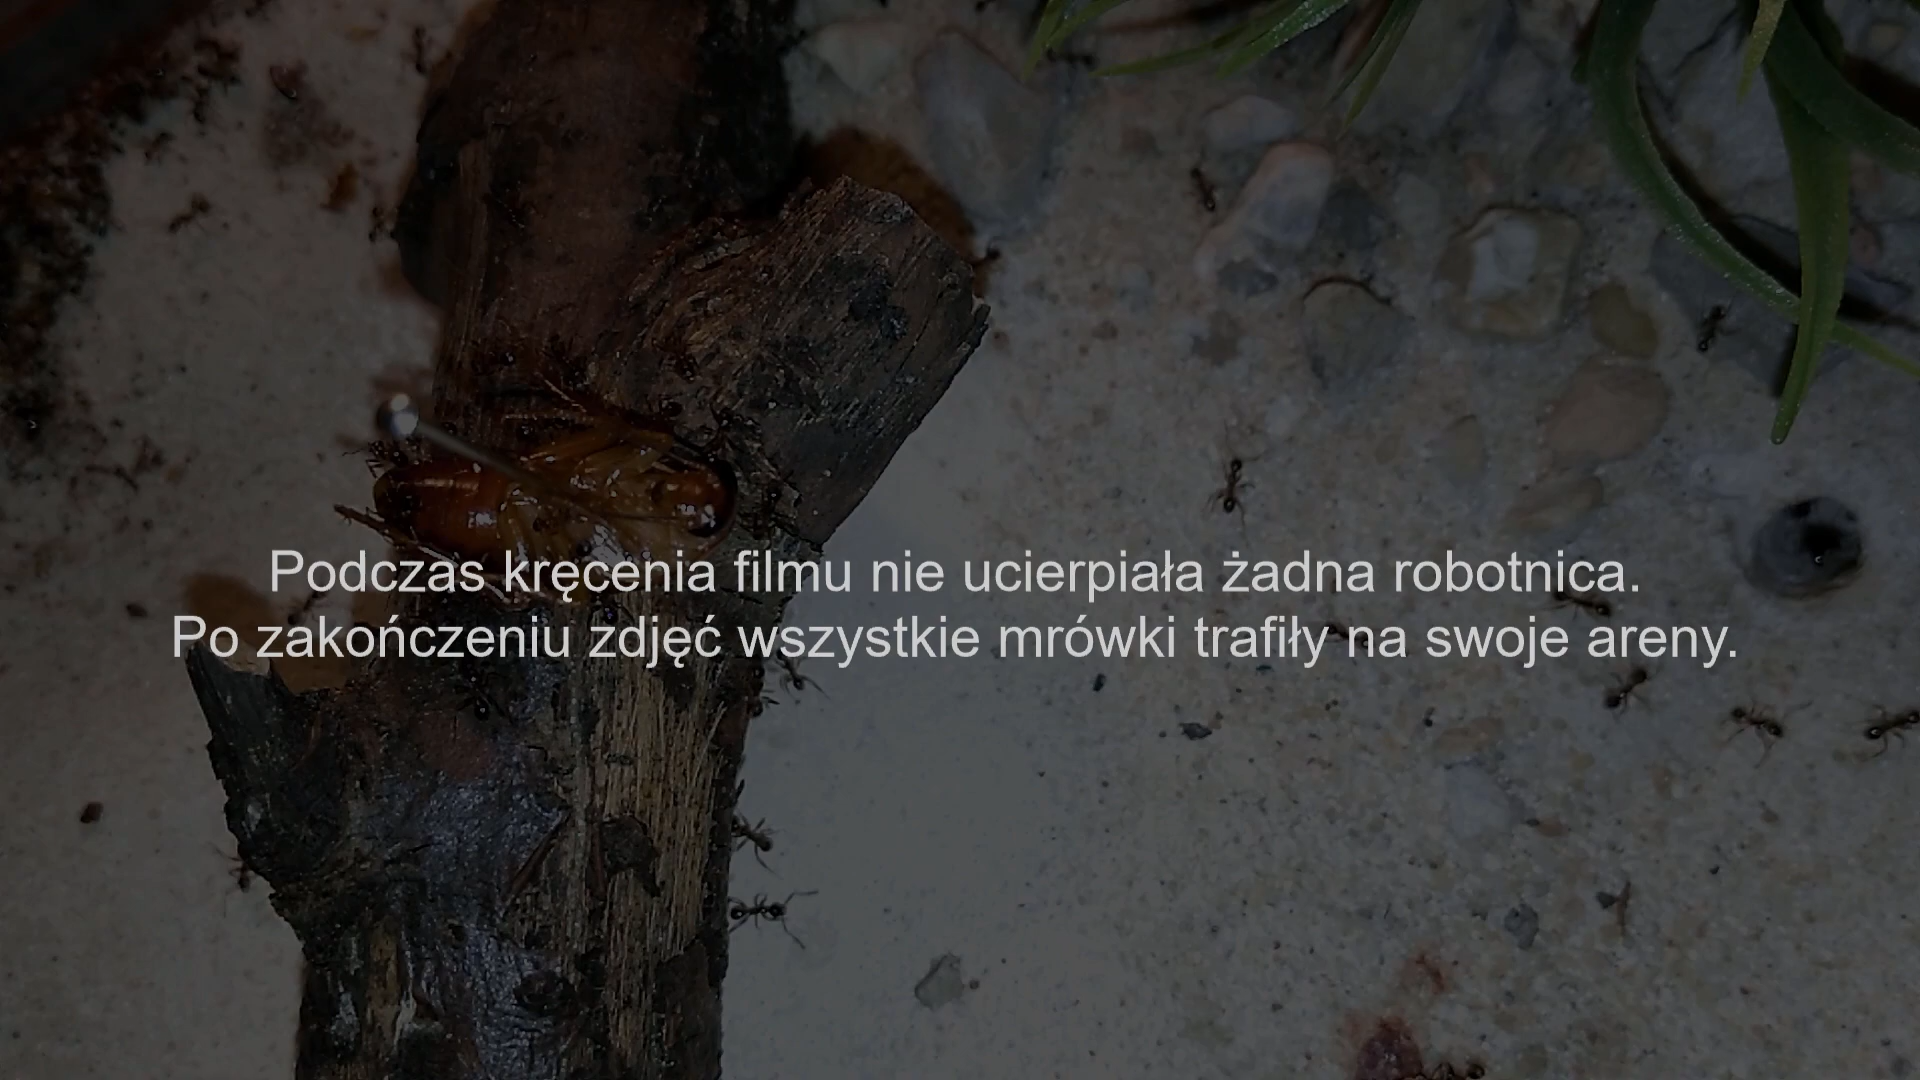 Podczas kręcenia filmu nie ucierpiała żadna robotnica.
Po zakończeniu zdjęć wszystkie mrówki trafiły na swoje areny.